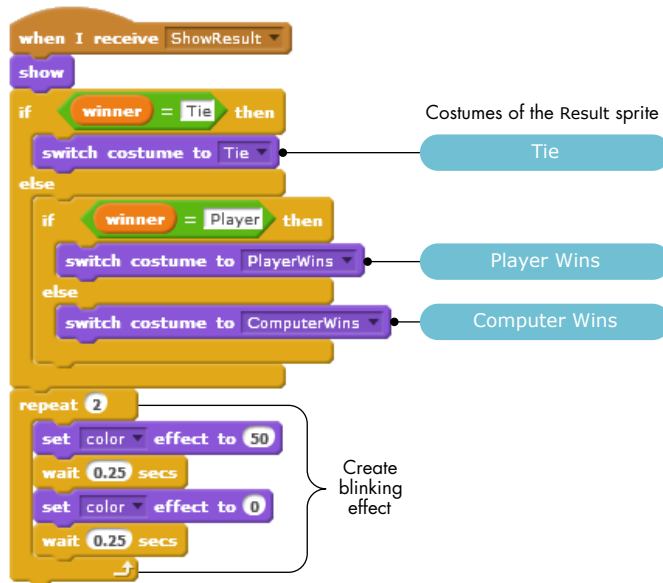 when I receive ShowResult
show
if winner = Tie then
Costumes of the Result sprite
switch costume to Tie
Tie
else
if winner = Player then
switch costume to PlayerWins
Player Wins
else
switch costume to ComputerWins
Computer Wins
repeat 2
set color effect to 50
wait 0.25 secs
set color effect to 0
wait 0.25 secs
Create
blinking
effect